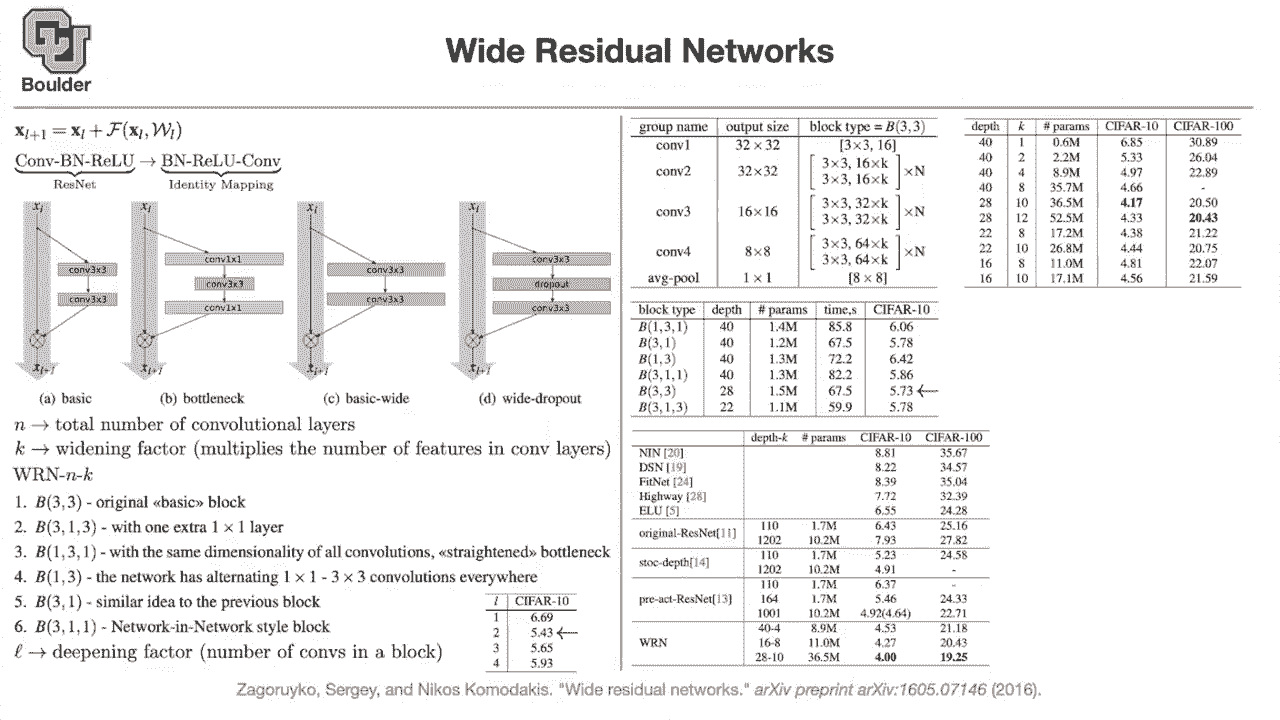 Boulder
Wide Residual Networks
x_{l+1} = x_l + F(x_l, W_l)
Conv-BN-ReLU → BN-ReLU-Conv
ResNet Identity Mapping
x_l x_l x_l x_l
conv3x3 conv1x1 conv3x3 conv3x3
conv3x3 dropout
conv3x3 conv1x1 conv3x3 conv3x3
x_{l+1} x_{l+1} x_{l+1} x_{l+1}
(a) basic (b) bottleneck (c) basic-wide (d) wide-dropout
n → total number of convolutional layers
k → widening factor (multiplies the number of features in conv layers)
WRN-n-k
1. B(3,3) - original «basic» block
2. B(3,1,3) - with one extra 1 × 1 layer
3. B(1,3,1) - with the same dimensionality of all convolutions, «straightened» bottleneck
4. B(1,3) - the network has alternating 1 × 1 - 3 × 3 convolutions everywhere
5. B(3,1) - similar idea to the previous block
6. B(3,1,1) - Network-in-Network style block
ℓ → deepening factor (number of convs in a block)
l CIFAR-10
1 6.69
2 5.43 ←
3 5.65
4 5.93
group name output size block type = B(3,3)
conv1 32 × 32 [3×3, 16]
conv2 32×32 [3×3, 16×k
3×3, 16×k] ×N
conv3 16×16 [3×3, 32×k
3×3, 32×k] ×N
conv4 8×8 [3×3, 64×k
3×3, 64×k] ×N
avg-pool 1 × 1 [8 × 8]
block type depth # params time,s CIFAR-10
B(1,3,1) 40 1.4M 85.8 6.06
B(3,1) 40 1.2M 67.5 5.78
B(1,3) 40 1.3M 72.2 6.42
B(3,1,1) 40 1.3M 82.2 5.86
B(3,3) 28 1.5M 67.5 5.73 ←
B(3,1,3) 22 1.1M 59.9 5.78
depth-k # params CIFAR-10 CIFAR-100
NIN [20] 8.81 35.67
DSN [19] 8.22 34.57
FitNet [24] 8.39 35.04
Highway [28] 7.72 32.39
ELU [5] 6.55 24.28
original-ResNet[11] 110 1.7M 6.43 25.16
1202 10.2M 7.93 27.82
stoc-depth[14] 110 1.7M 5.23 24.58
1202 10.2M 4.91 -
pre-act-ResNet[13] 110 1.7M 6.37 -
164 1.7M 5.46 24.33
1001 10.2M 4.92(4.64) 22.71
WRN 40-4 8.9M 4.53 21.18
16-8 11.0M 4.27 20.43
28-10 36.5M 4.00 19.25
depth k # params CIFAR-10 CIFAR-100
40 1 0.6M 6.85 30.89
40 2 2.2M 5.33 26.04
40 4 8.9M 4.97 22.89
40 8 35.7M 4.66 -
28 10 36.5M 4.17 20.50
28 12 52.5M 4.33 20.43
22 8 17.2M 4.38 21.22
22 10 26.8M 4.44 20.75
16 8 11.0M 4.81 22.07
16 10 17.1M 4.56 21.59
Zagoruyko, Sergey, and Nikos Komodakis. "Wide residual networks." arXiv preprint arXiv:1605.07146 (2016).